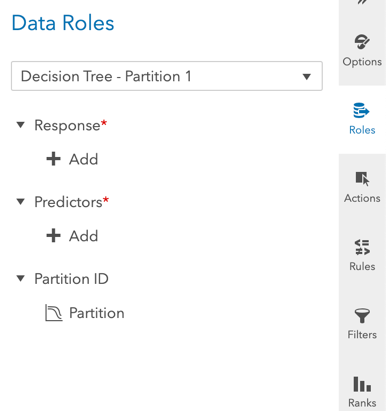 Data Roles
Decision Tree - Partition 1
Response*
Add
Predictors*
Add
Partition ID
Partition
Options
Roles
Actions
Rules
Filters
Ranks